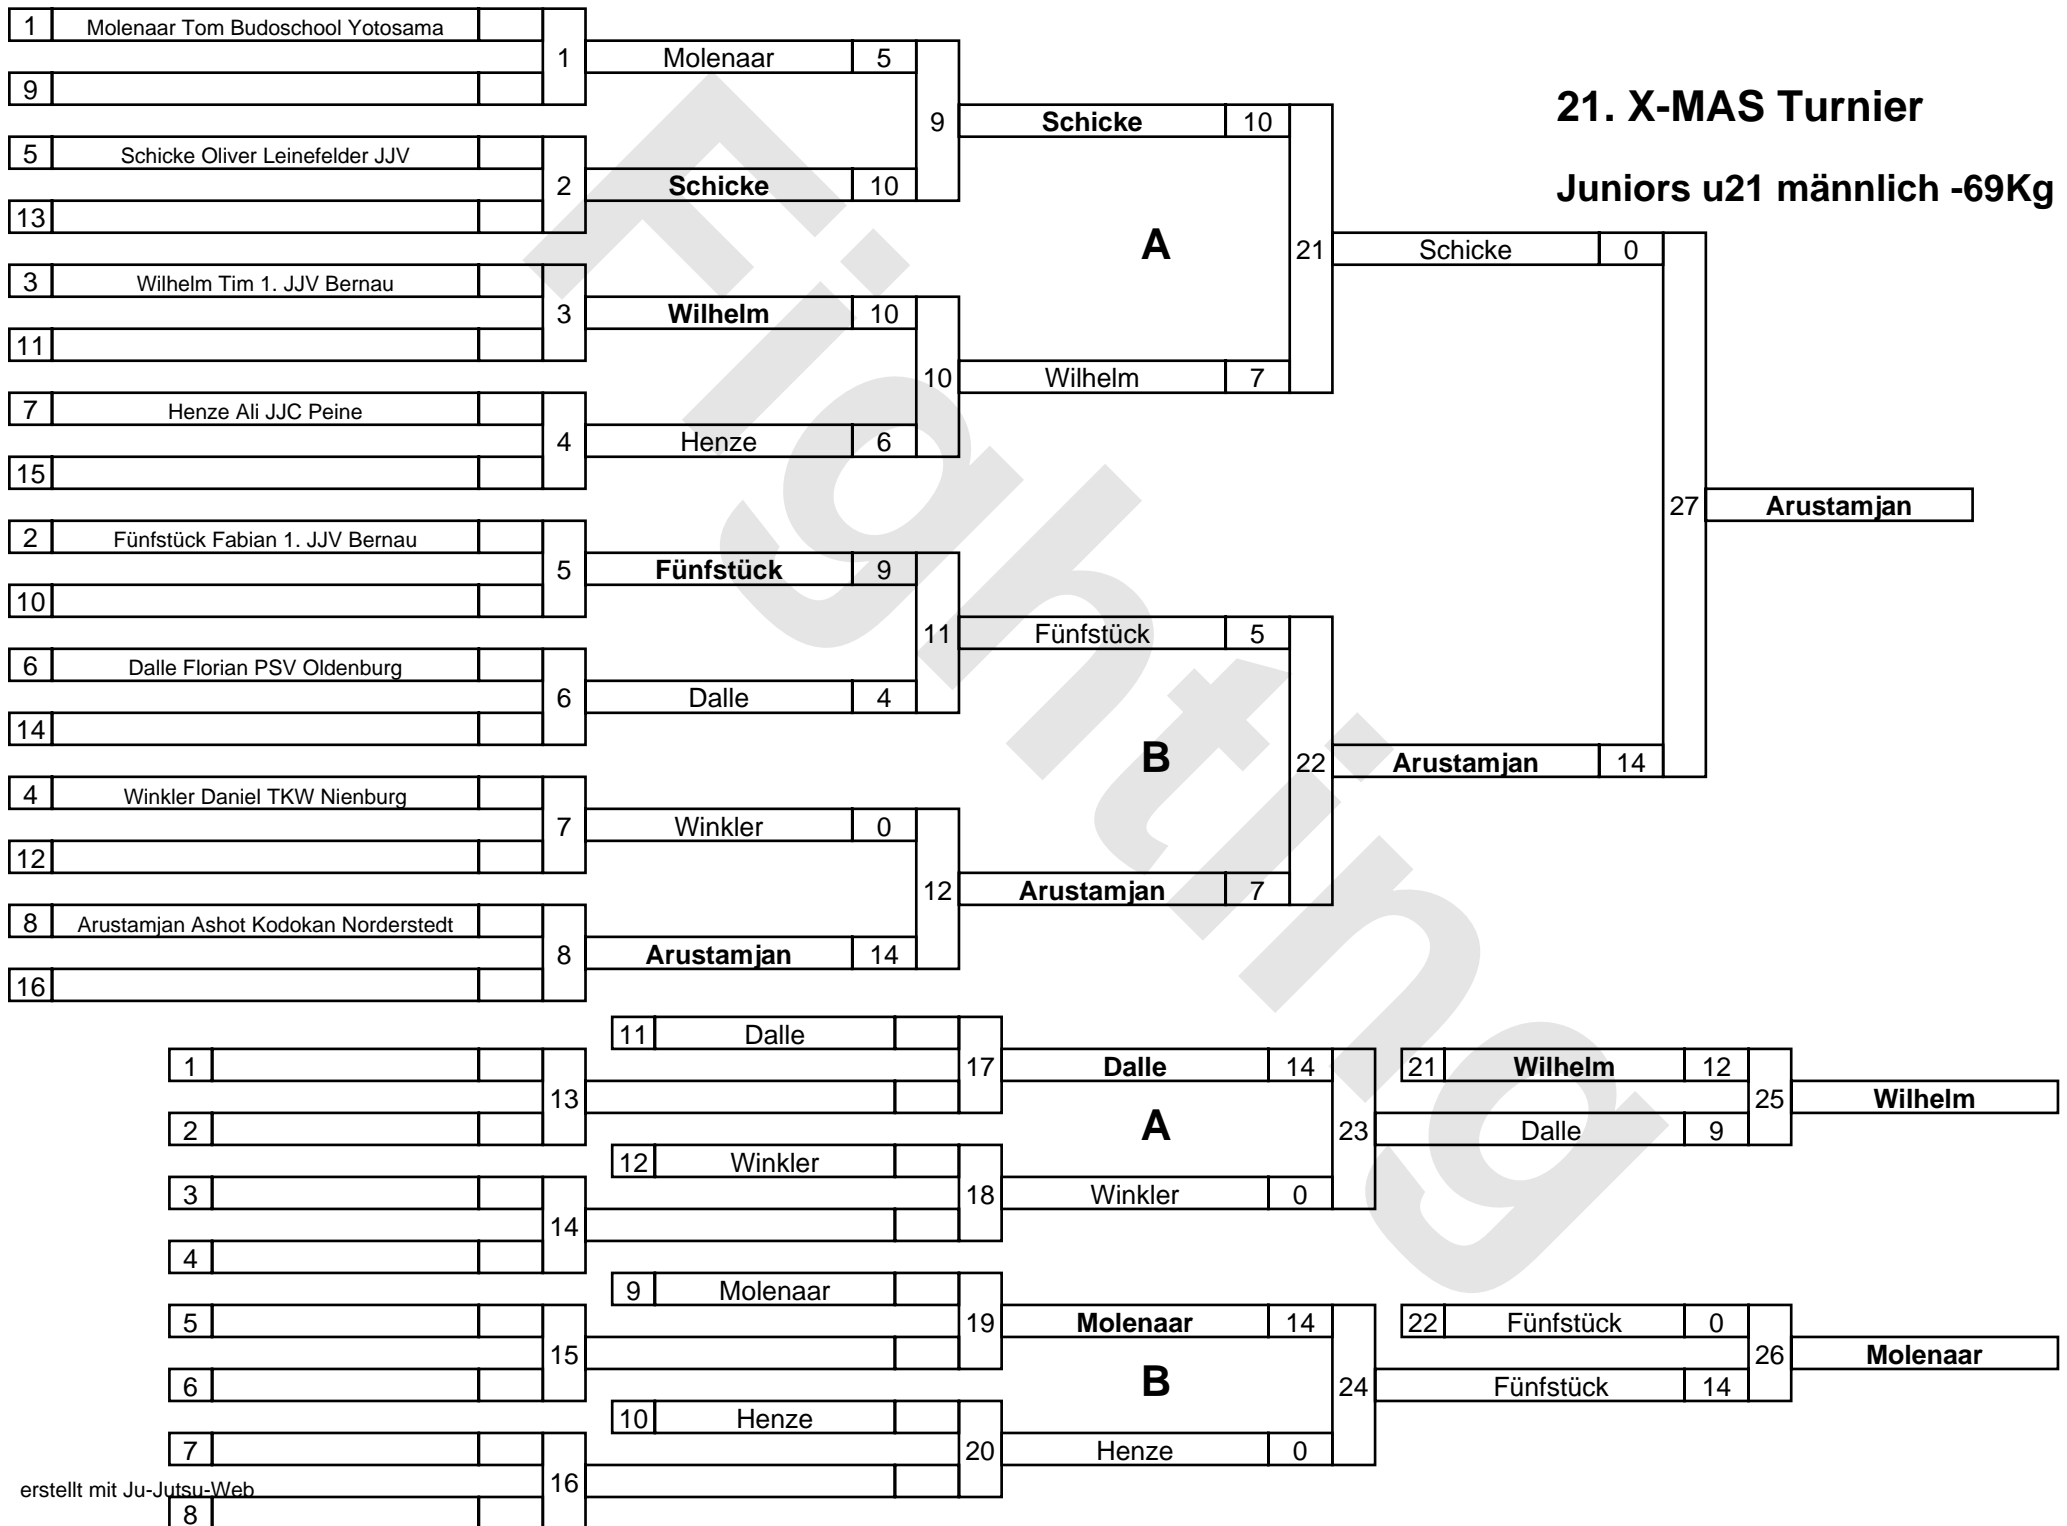 21. X-MAS Turnier
Juniors u21 männlich -69Kg
1 Molenaar Tom Budoschool Yotosama
9
1
5 Schicke Oliver Leinefelder JJV
13
2
3 Wilhelm Tim 1. JJV Bernau
11
3
7 Henze Ali JJC Peine
15
4
2 Fünfstück Fabian 1. JJV Bernau
10
5
6 Dalle Florian PSV Oldenburg
14
6
4 Winkler Daniel TKW Nienburg
12
7
8 Arustamjan Ashot Kodokan Norderstedt
16
8
Molenaar 5
Schicke 10
9
Wilhelm 10
Henze 6
10
Fünfstück 9
Dalle 4
11
Winkler 0
Arustamjan 14
12
Schicke 10
A
Wilhelm 7
21
Fünfstück 5
B
Arustamjan 7
22
Schicke 0
Arustamjan 14
27
Arustamjan
1
2
13
3
4
14
5
6
15
7
8
16
11 Dalle
17
12 Winkler
18
9 Molenaar
19
10 Henze
20
Dalle 14
A
Winkler 0
23
Molenaar 14
B
Henze 0
24
21 Wilhelm 12
Dalle 9
25
Wilhelm
22 Fünfstück 0
Fünfstück 14
26
Molenaar
erstellt mit Ju-Jutsu-Web
Fighting